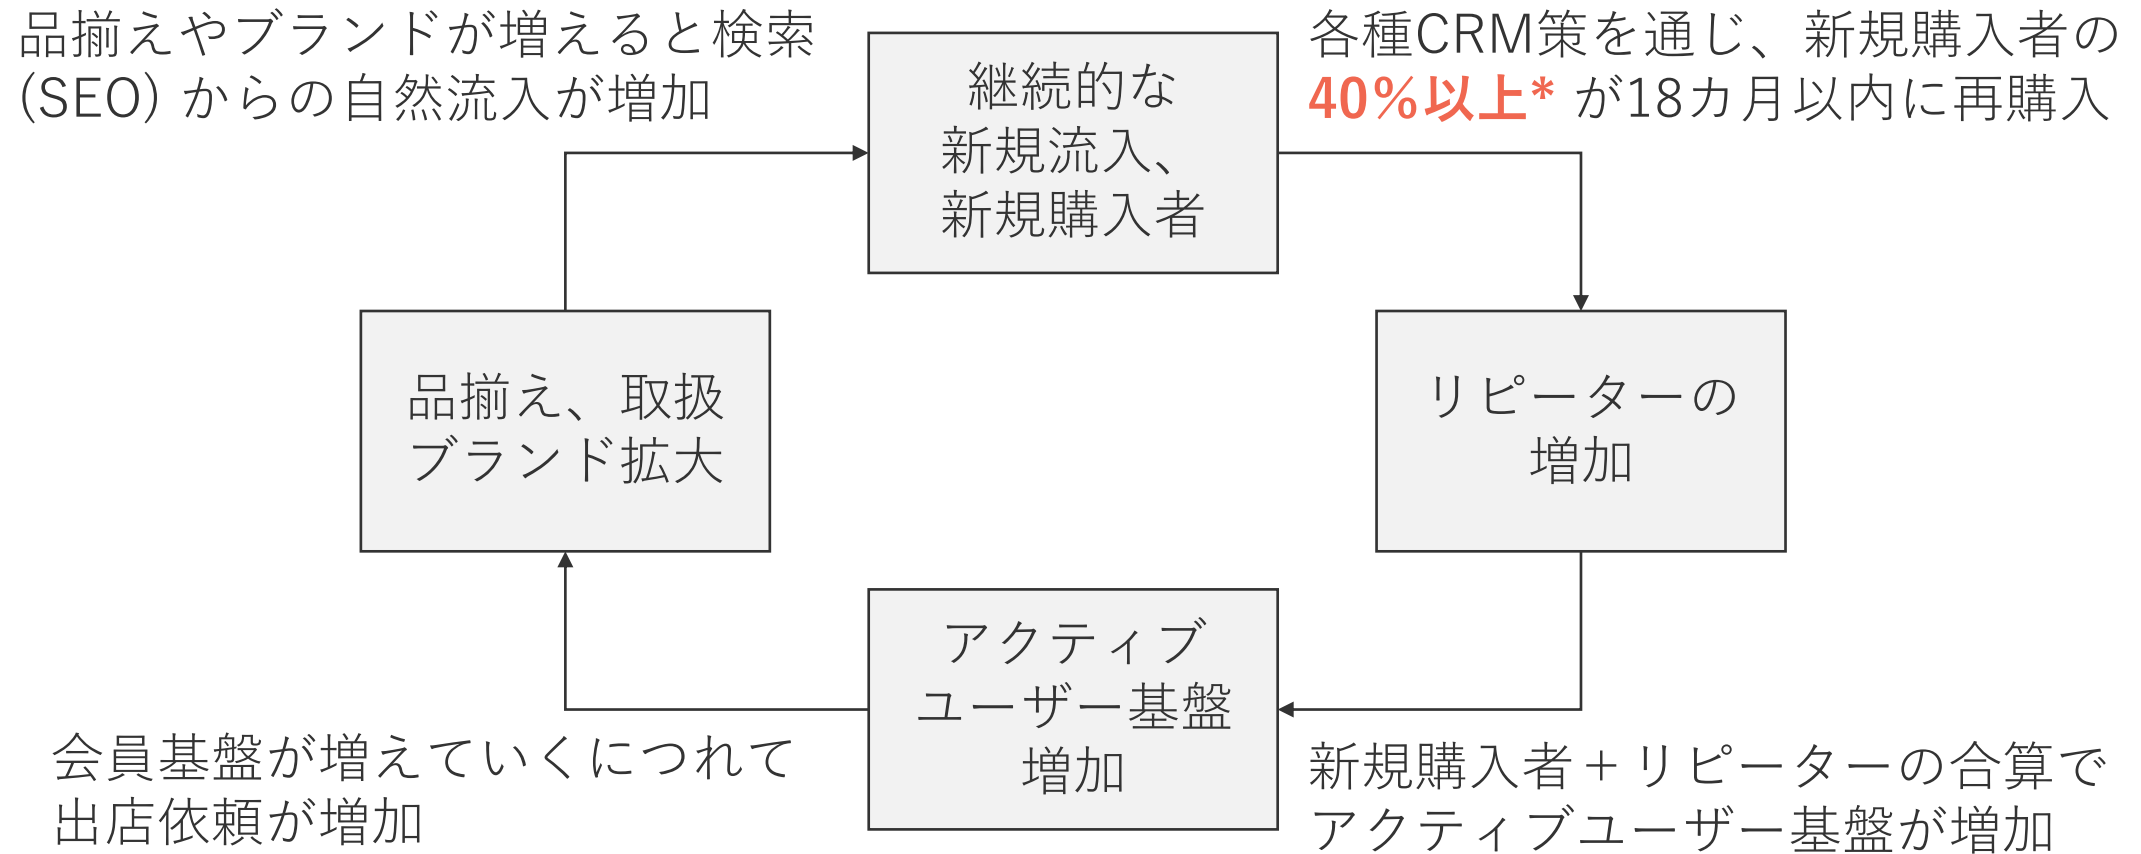 品揃えやブランドが増えると検索
(SEO) からの自然流入が増加
継続的な
新規流入、
新規購入者
各種CRM策を通じ、新規購入者の
40%以上* が18カ月以内に再購入
品揃え、取扱
ブランド拡大
リピーターの
増加
アクティブ
ユーザー基盤
増加
会員基盤が増えていくにつれて
出店依頼が増加
新規購入者+リピーターの合算で
アクティブユーザー基盤が増加